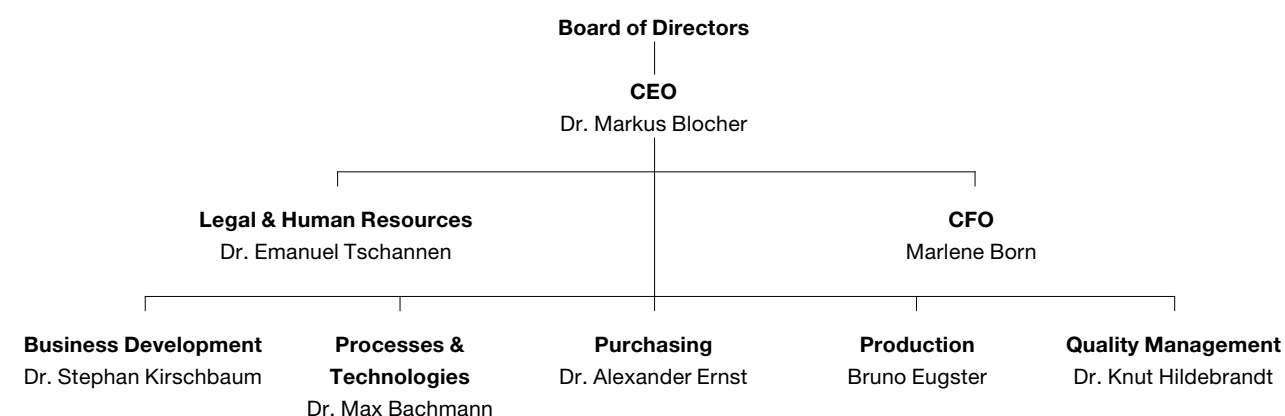 Board of Directors
CEO
Dr. Markus Blocher
Legal & Human Resources
Dr. Emanuel Tschannen
CFO
Marlene Born
Business Development
Dr. Stephan Kirschbaum
Processes &
Technologies
Dr. Max Bachmann
Purchasing
Dr. Alexander Ernst
Production
Bruno Eugster
Quality Management
Dr. Knut Hildebrandt